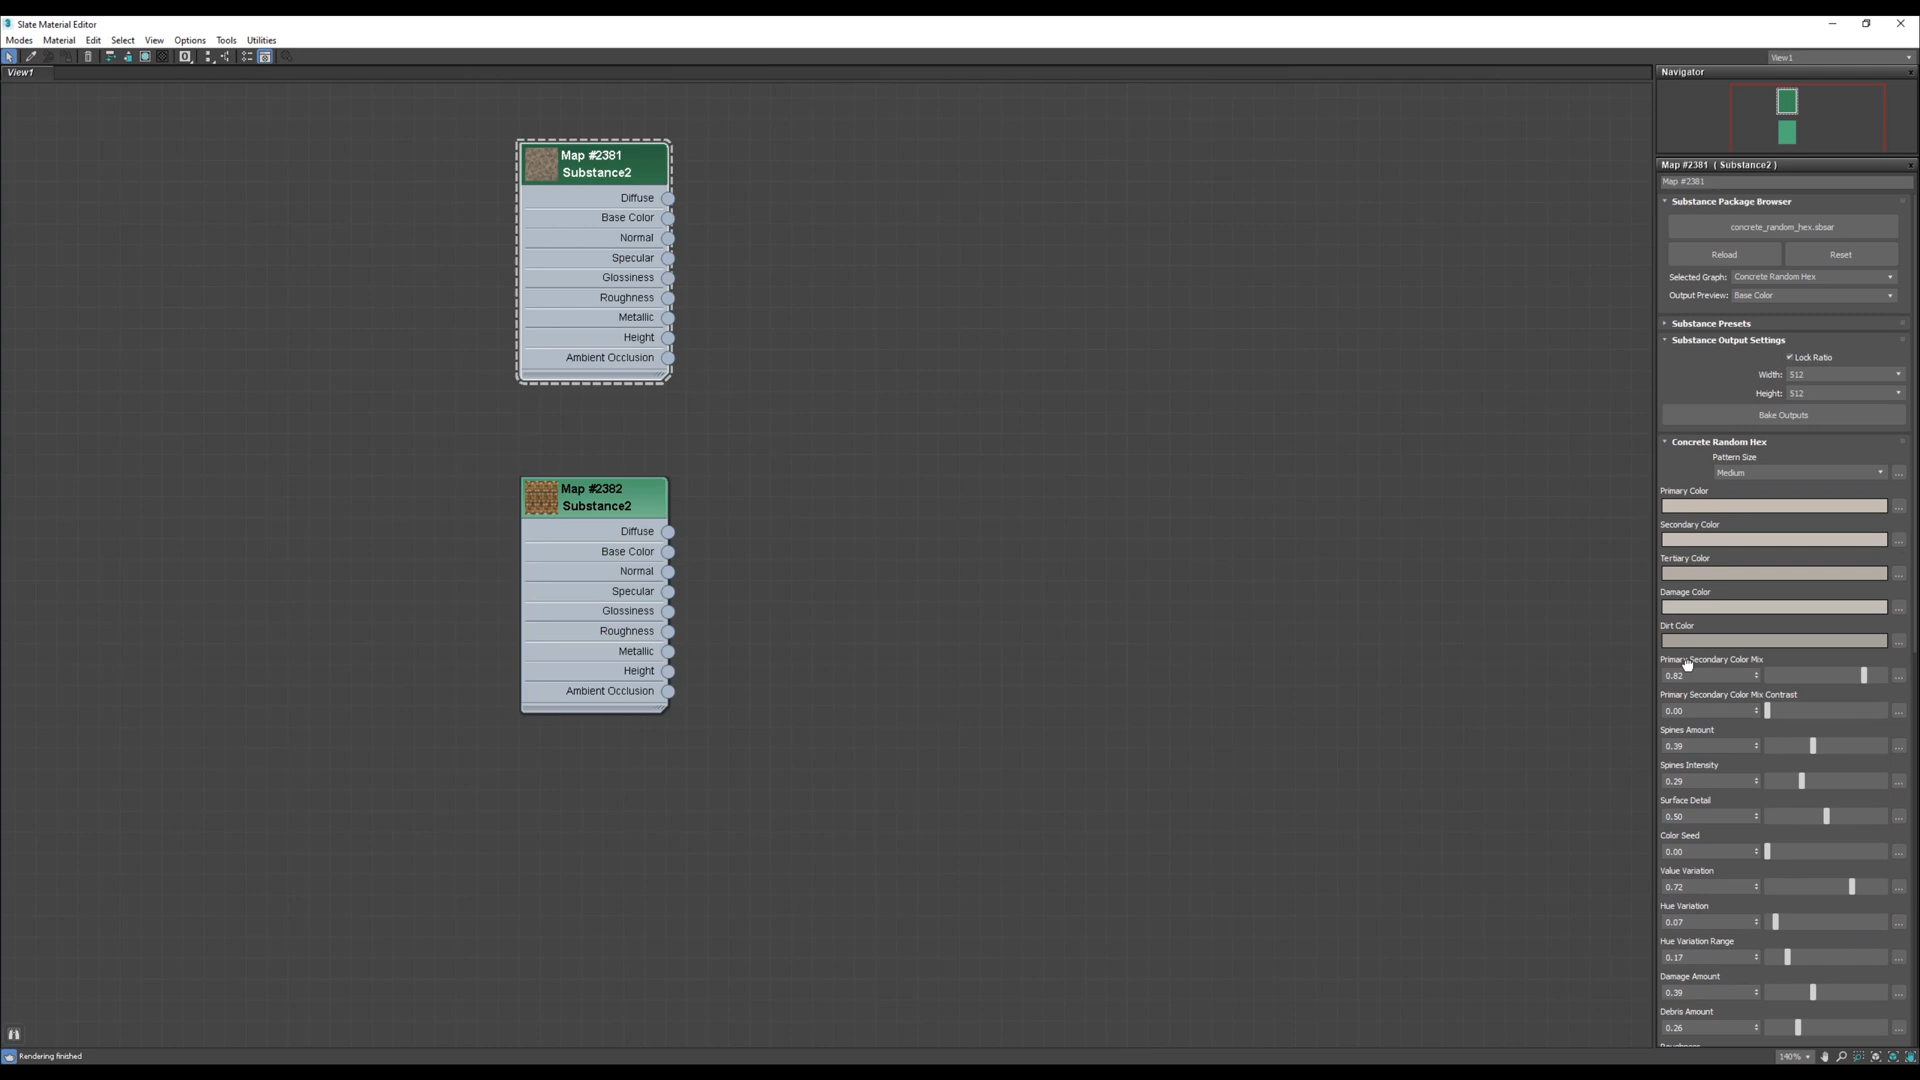 Slate Material Editor
Modes Material Edit Select View Options Tools Utilities
View1
View1
Navigator
Map #2381
Substance2
Diffuse
Base Color
Normal
Specular
Glossiness
Roughness
Metallic
Height
Ambient Occlusion
Map #2382
Substance2
Diffuse
Base Color
Normal
Specular
Glossiness
Roughness
Metallic
Height
Ambient Occlusion
Map #2381 ( Substance2 )
Map #2381
Substance Package Browser
concrete_random_hex.sbsar
Reload Reset
Selected Graph: Concrete Random Hex
Output Preview: Base Color
Substance Presets
Substance Output Settings
Lock Ratio
Width: 512
Height: 512
Bake Outputs
Concrete Random Hex
Pattern Size
Medium ...
Primary Color
...
Secondary Color
...
Tertiary Color
...
Damage Color
...
Dirt Color
...
Primary Secondary Color Mix
0.82 ...
Primary Secondary Color Mix Contrast
0.00 ...
Spines Amount
0.39 ...
Spines Intensity
0.29 ...
Surface Detail
0.50 ...
Color Seed
0.00 ...
Value Variation
0.72 ...
Hue Variation
0.07 ...
Hue Variation Range
0.17 ...
Damage Amount
0.39 ...
Debris Amount
0.26 ...
Rendering finished
140%